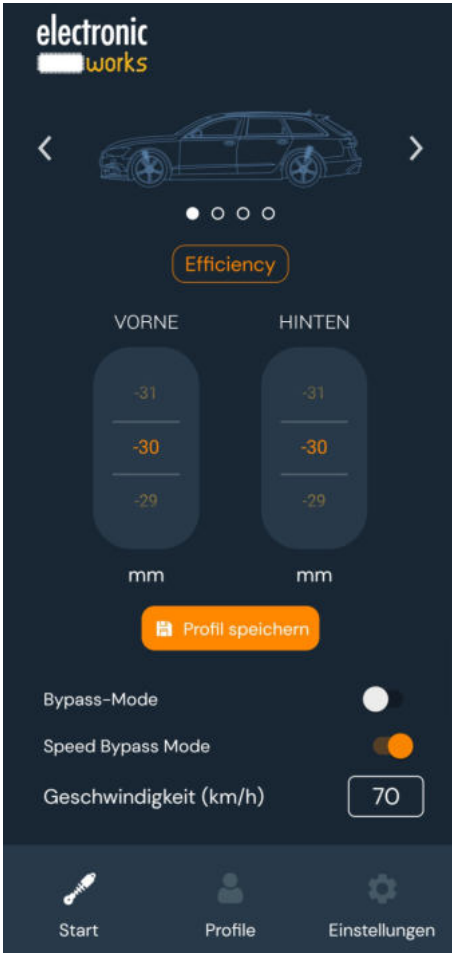 electronic
works
Efficiency
VORNE HINTEN
-31 -31
-30 -30
-29 -29
mm mm
Profil speichern
Bypass-Mode
Speed Bypass Mode
Geschwindigkeit (km/h) 70
Start Profile Einstellungen